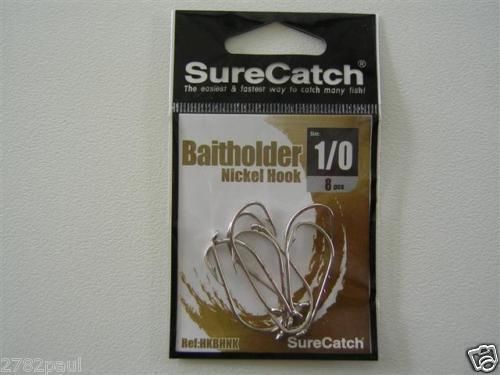 SureCatch®
The easiest & fastest way to catch many fish!
Baitholder
Nickel Hook
Size:
1/0
8 pcs
Ref:HKBHNK
SureCatch
2782paul